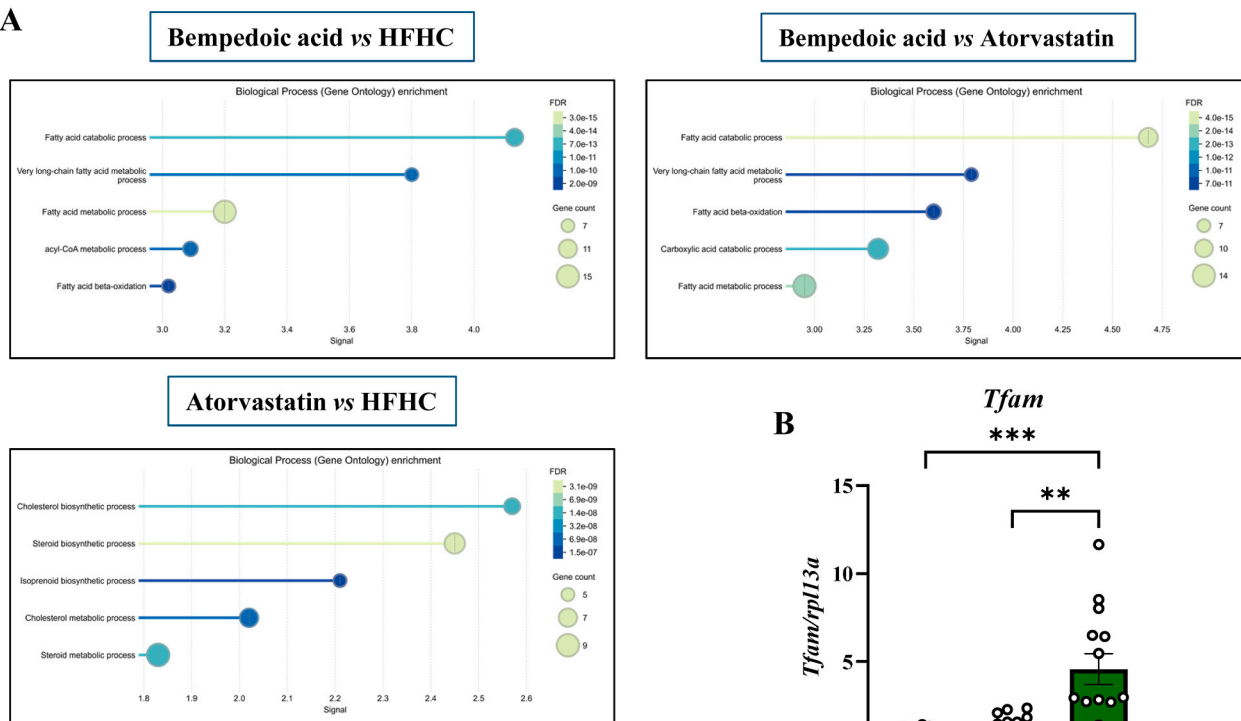 A
Bempedoic acid vs HFHC
Biological Process (Gene Ontology) enrichment
Fatty acid catabolic process
Very long-chain fatty acid metabolic
process
Fatty acid metabolic process
acyl-CoA metabolic process
Fatty acid beta-oxidation
3.0 3.2 3.4 3.6 3.8 4.0
Signal
FDR
3.0e-15
4.0e-14
7.0e-13
1.0e-11
1.0e-10
2.0e-09
Gene count
7
11
15
Bempedoic acid vs Atorvastatin
Biological Process (Gene Ontology) enrichment
Fatty acid catabolic process
Very long-chain fatty acid metabolic
process
Fatty acid beta-oxidation
Carboxylic acid catabolic process
Fatty acid metabolic process
3.00 3.25 3.50 3.75 4.00 4.25 4.50 4.75
Signal
FDR
4.0e-15
2.0e-14
2.0e-13
1.0e-12
1.0e-11
7.0e-11
Gene count
7
10
14
Atorvastatin vs HFHC
Biological Process (Gene Ontology) enrichment
Cholesterol biosynthetic process
Steroid biosynthetic process
Isoprenoid biosynthetic process
Cholesterol metabolic process
Steroid metabolic process
1.8 1.9 2.0 2.1 2.2 2.3 2.4 2.5 2.6
Signal
FDR
3.1e-09
6.9e-09
1.4e-08
3.2e-08
6.9e-08
1.5e-07
Gene count
5
7
9
B
Tfam
***
**
15
10
5
Tfam/rpl13a